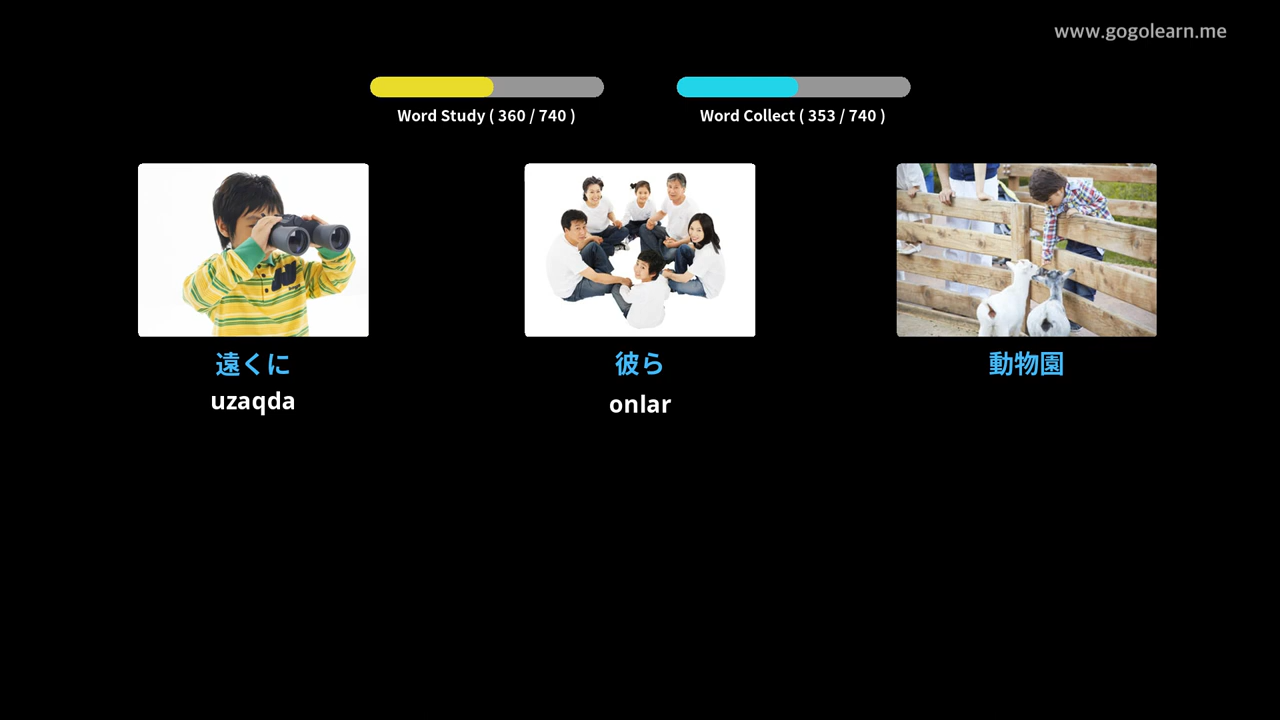 www.gogolearn.me
Word Study ( 360 / 740 )
Word Collect ( 353 / 740 )
遠くに
uzaqda
彼ら
onlar
動物園